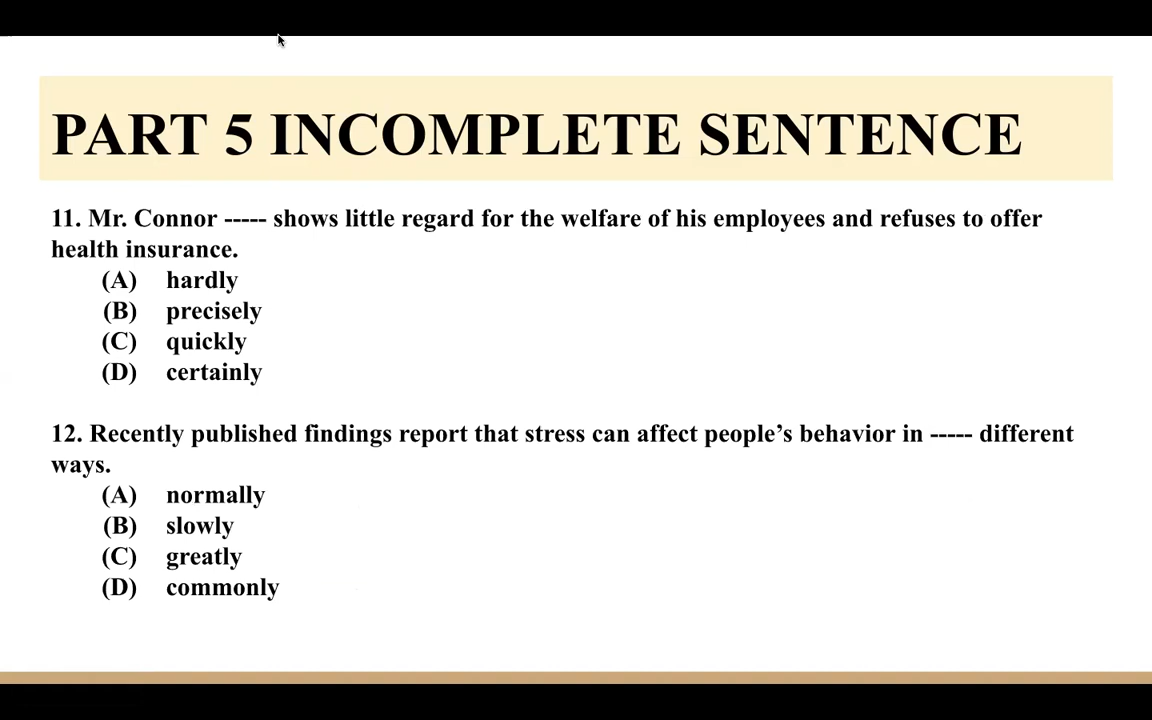 PART 5 INCOMPLETE SENTENCE
11. Mr. Connor ----- shows little regard for the welfare of his employees and refuses to offer
health insurance.
(A) hardly
(B) precisely
(C) quickly
(D) certainly
12. Recently published findings report that stress can affect people’s behavior in ----- different
ways.
(A) normally
(B) slowly
(C) greatly
(D) commonly